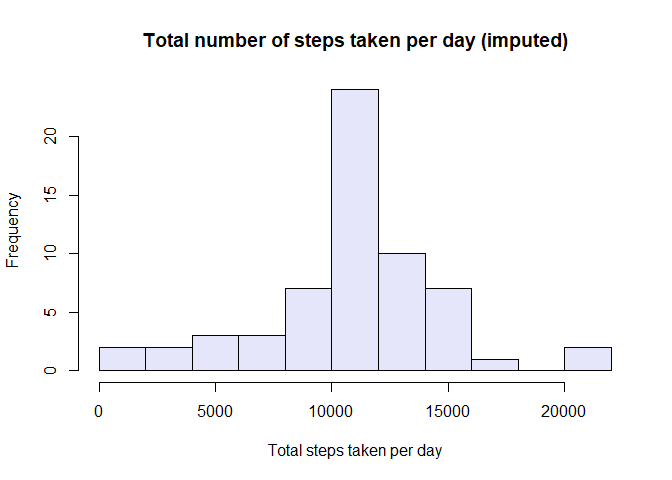 Total number of steps taken per day (imputed)
Frequency
20
15
10
5
0
0 5000 10000 15000 20000
Total steps taken per day